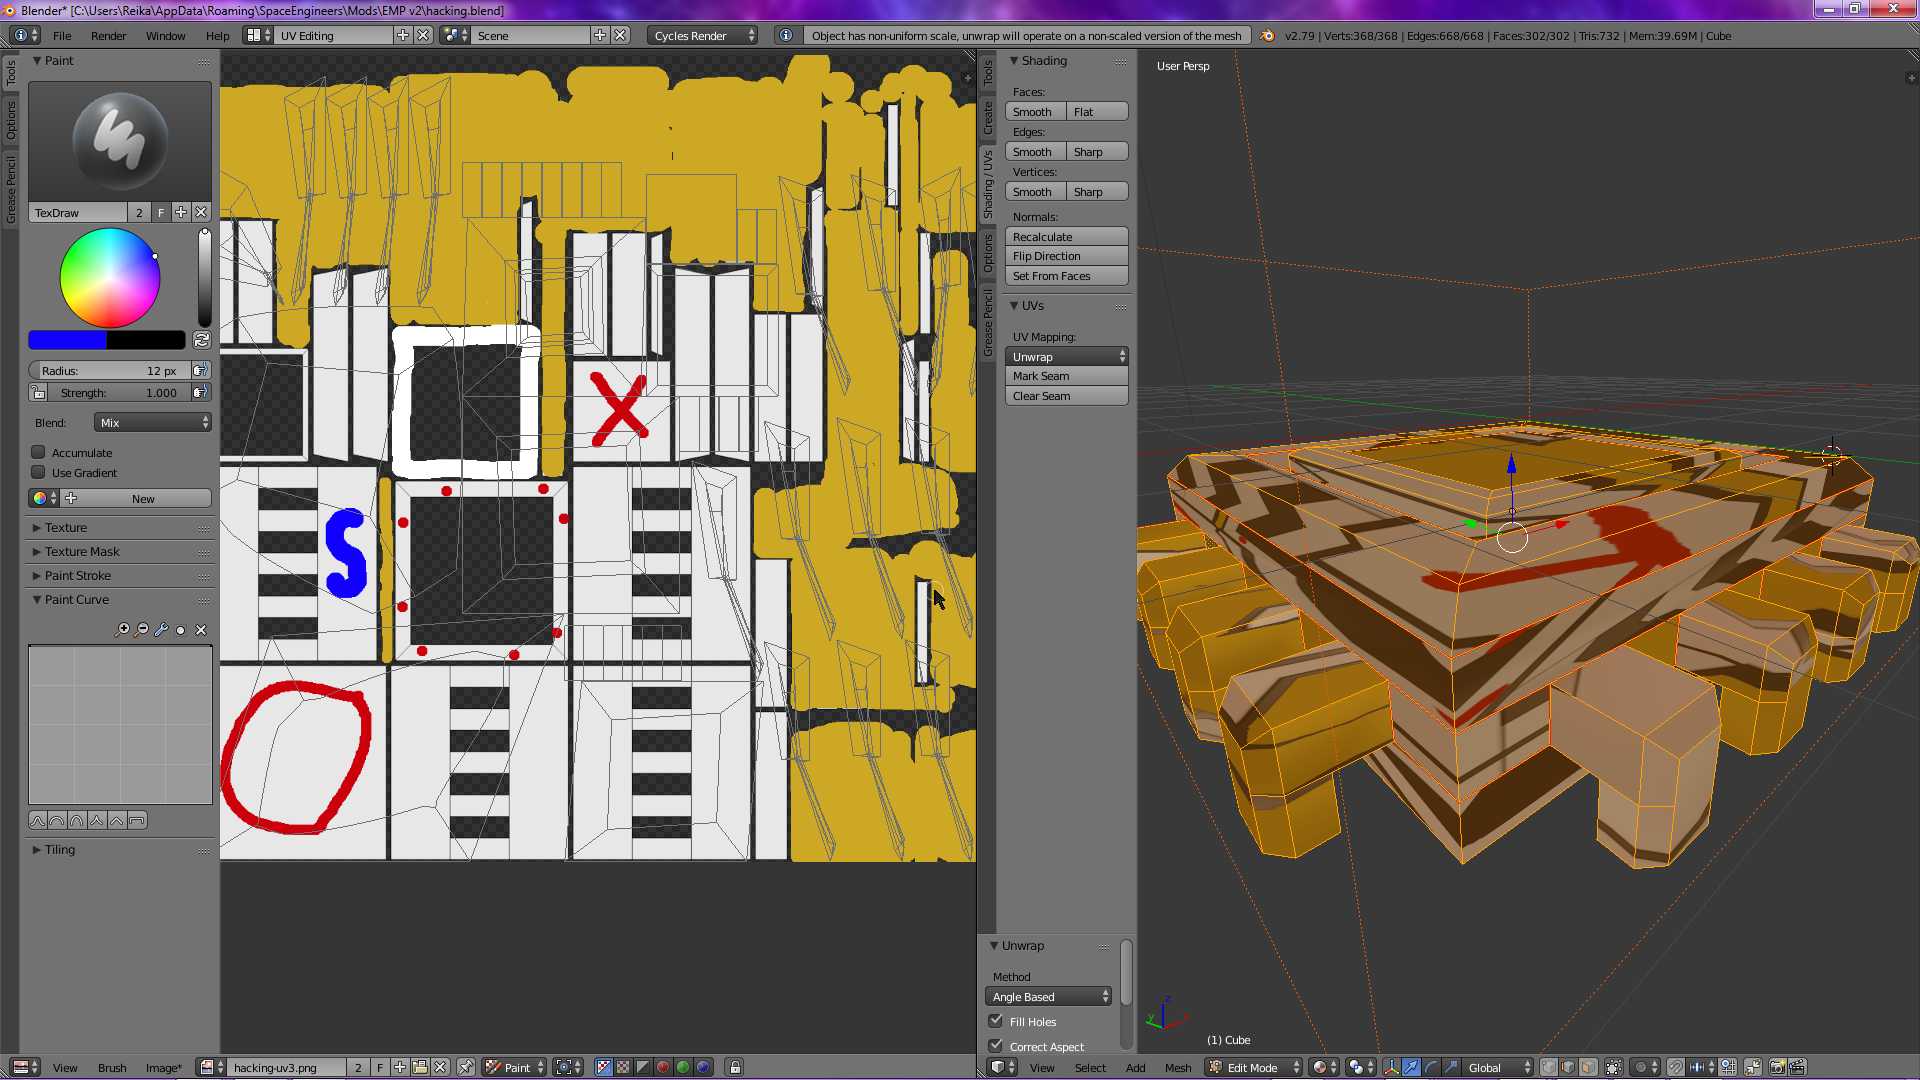 Blender* [C:\Users\Reika\AppData\Roaming\SpaceEngineers\Mods\EMP v2\hacking.blend]
File Render Window Help UV Editing Scene Cycles Render Object has non-uniform scale, unwrap will operate on a non-scaled version of the mesh v2.79 | Verts:368/368 | Edges:668/668 | Faces:302/302 | Tris:732 | Mem:39.69M | Cube
Tools
Options
Grease Pencil
Paint
TexDraw 2 F
Radius: 12 px
Strength: 1.000
Blend: Mix
Accumulate
Use Gradient
New
Texture
Texture Mask
Paint Stroke
Paint Curve
Tiling
X
S
Tools
Create
Shading / UVs
Options
Grease Pencil
Shading
Faces:
Smooth Flat
Edges:
Smooth Sharp
Vertices:
Smooth Sharp
Normals:
Recalculate
Flip Direction
Set From Faces
UVs
UV Mapping:
Unwrap
Mark Seam
Clear Seam
Unwrap
Method
Angle Based
Fill Holes
Correct Aspect
User Persp
z
y
x
(1) Cube
View Brush Image* hacking-uv3.png 2 F Paint
View Select Add Mesh Edit Mode Global